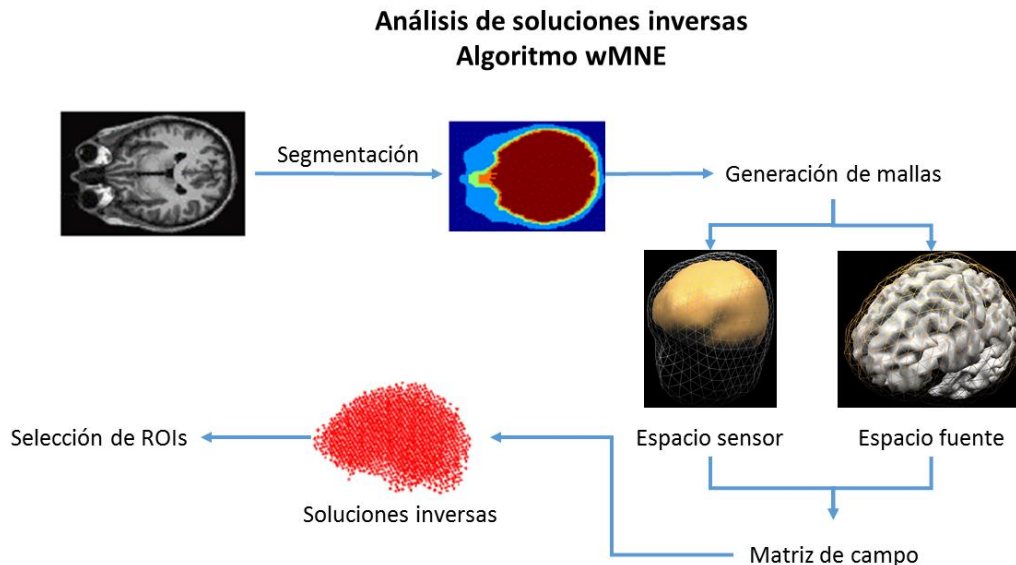 Análisis de soluciones inversas
Algoritmo wMNE
Segmentación
Generación de mallas
Espacio sensor
Espacio fuente
Selección de ROIs
Soluciones inversas
Matriz de campo